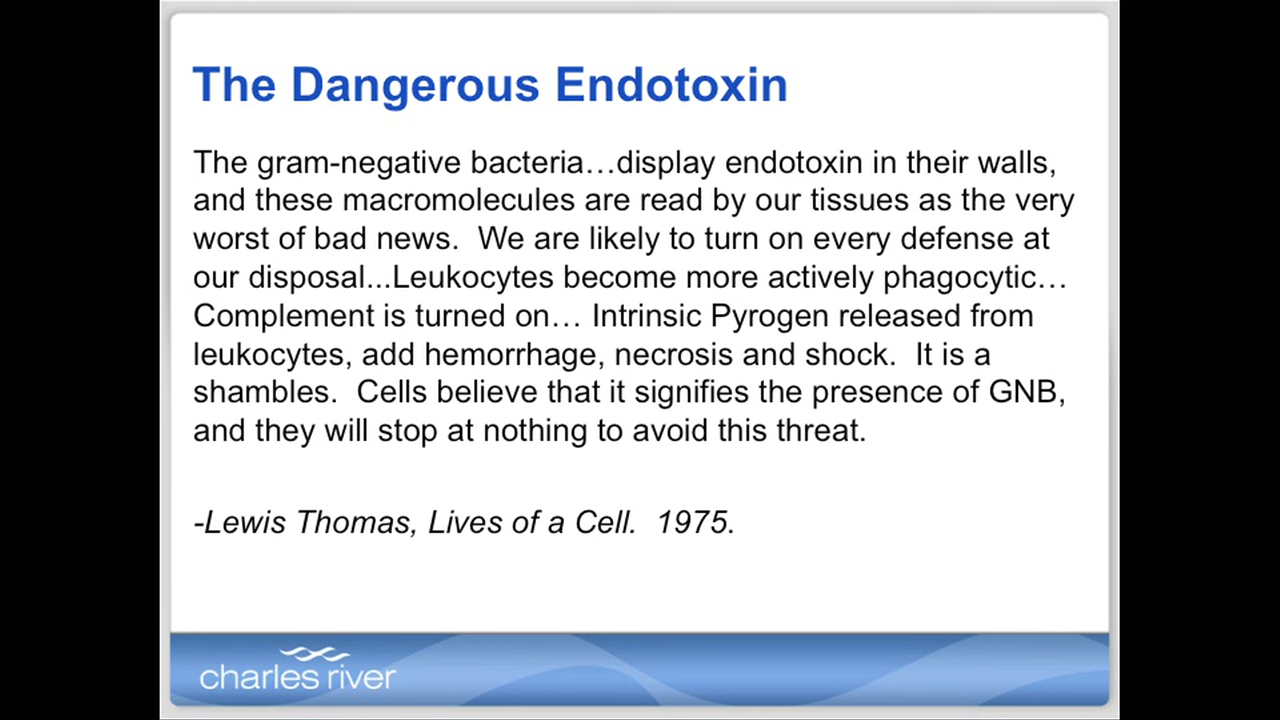 The Dangerous Endotoxin
The gram-negative bacteria…display endotoxin in their walls,
and these macromolecules are read by our tissues as the very
worst of bad news.  We are likely to turn on every defense at
our disposal...Leukocytes become more actively phagocytic…
Complement is turned on… Intrinsic Pyrogen released from
leukocytes, add hemorrhage, necrosis and shock.  It is a
shambles.  Cells believe that it signifies the presence of GNB,
and they will stop at nothing to avoid this threat.
-Lewis Thomas, Lives of a Cell.  1975.
charles river